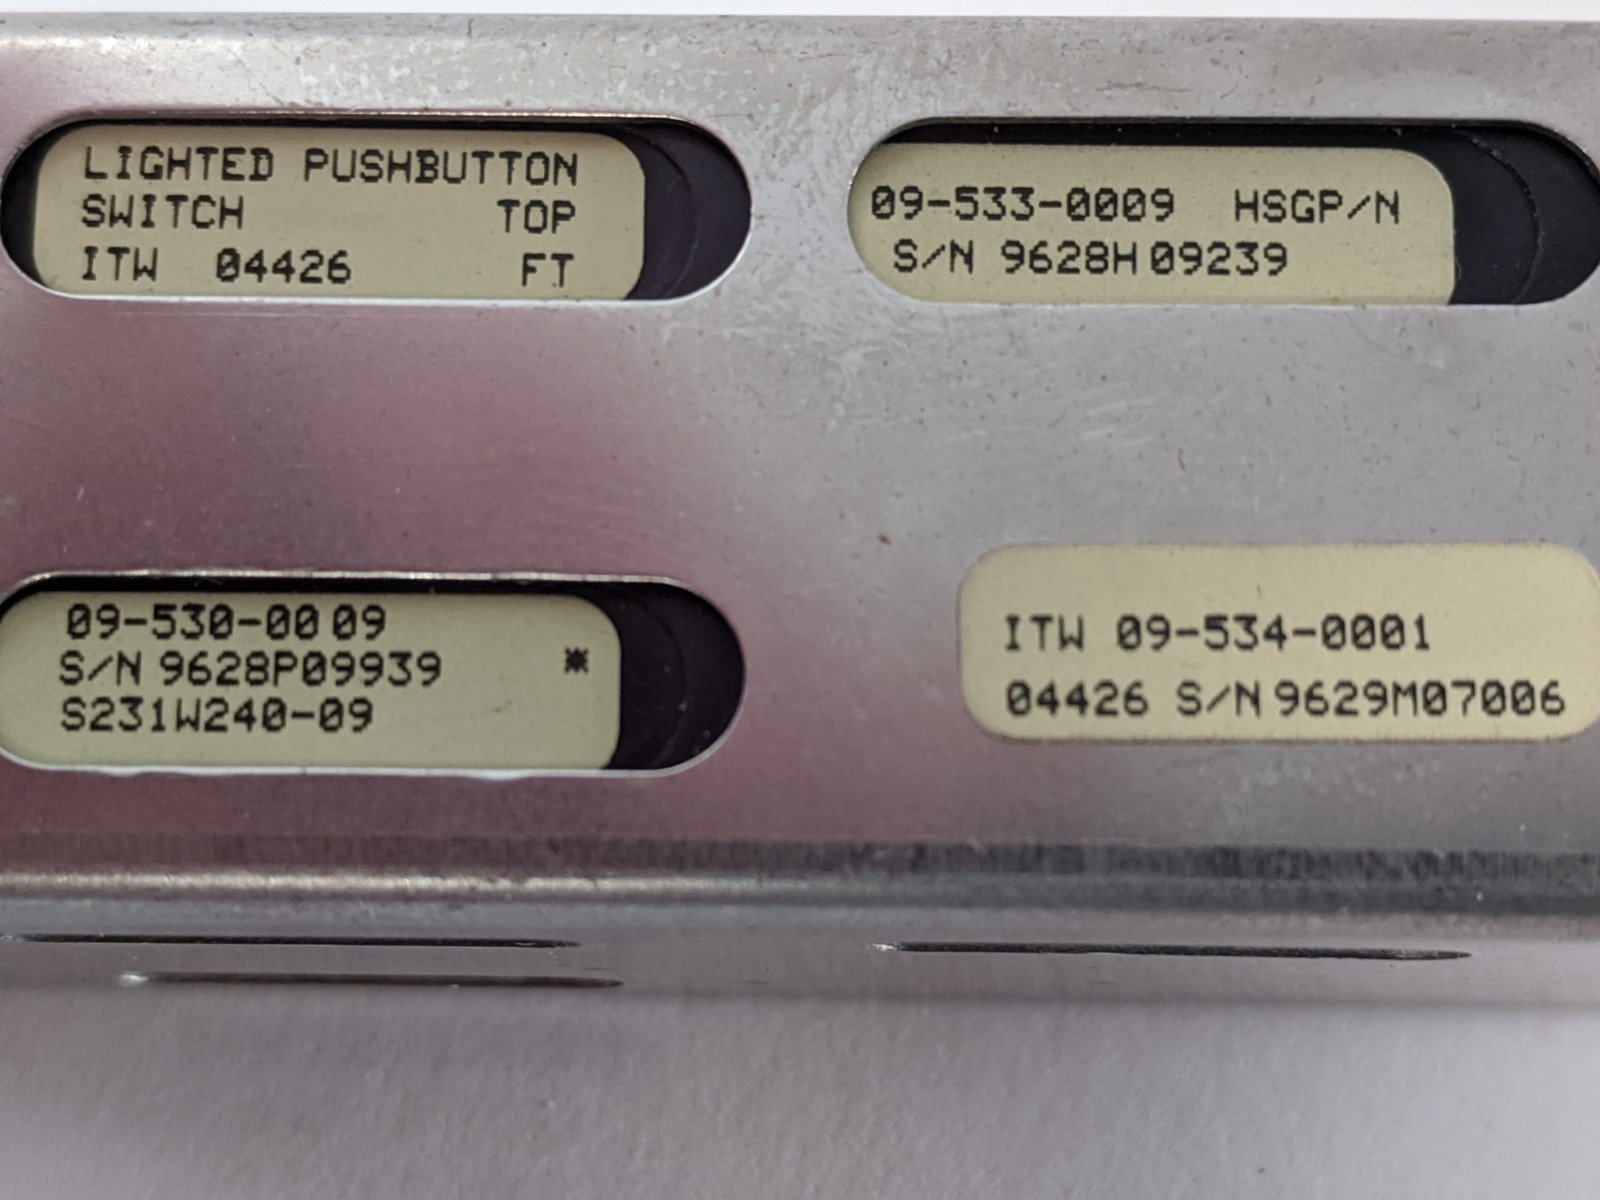 LIGHTED PUSHBUTTON
SWITCH TOP
ITW 04426 FT
09-533-0009 HSGP/N
S/N 9628H09239
09-530-0009
S/N 9628P09939 *
S231W240-09
ITW 09-534-0001
04426 S/N 9629M07006